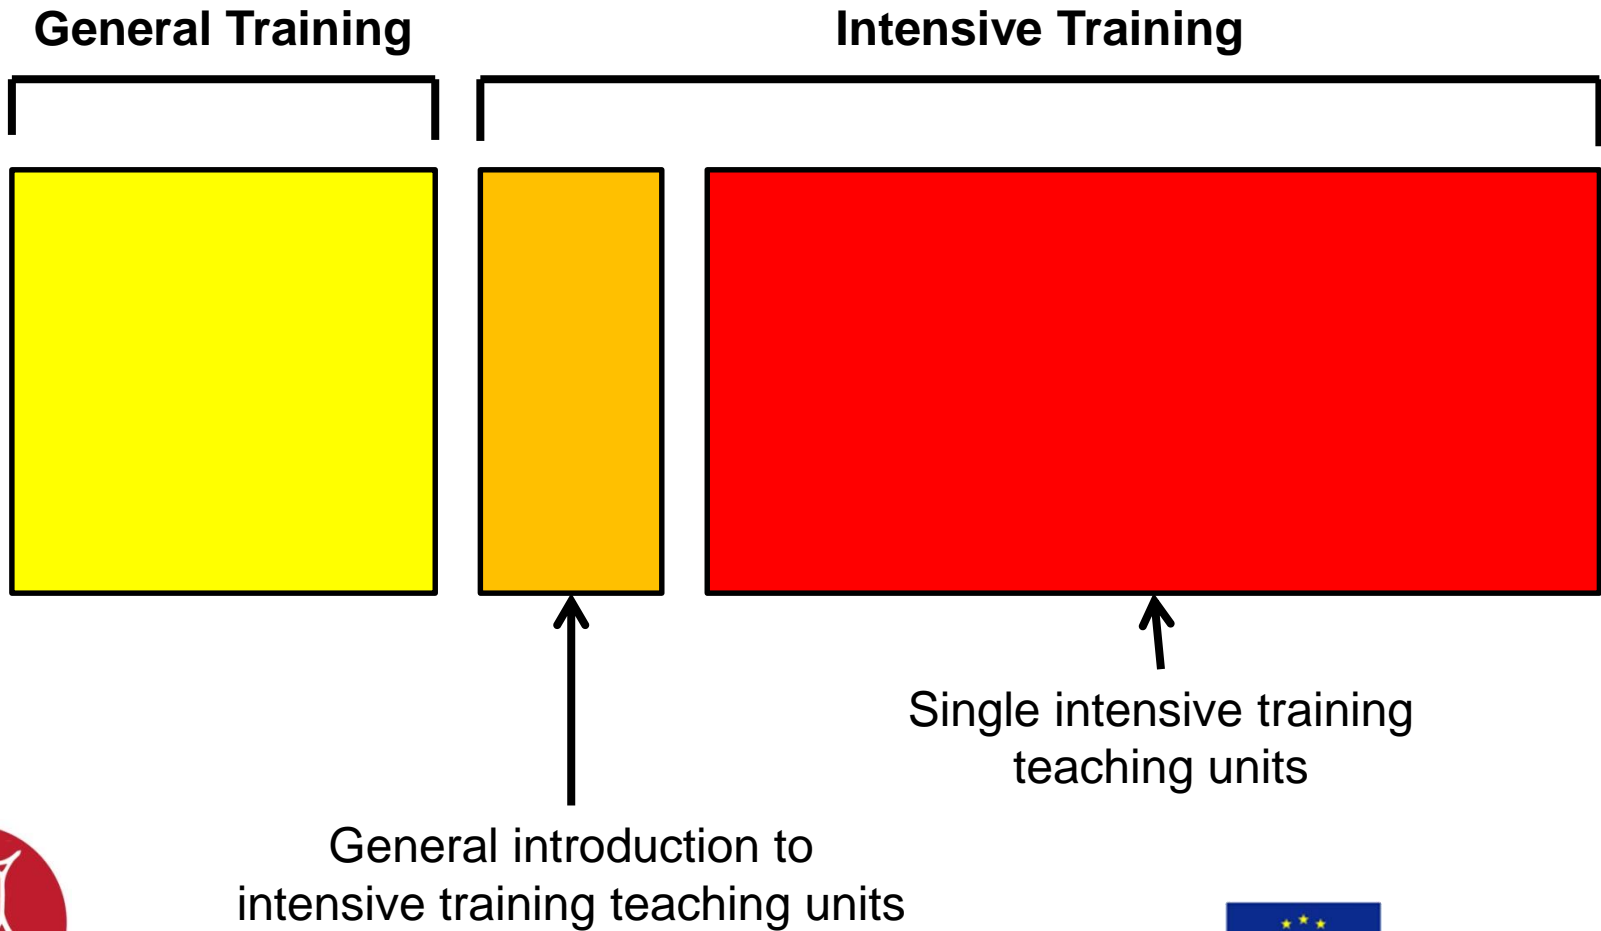 General Training
Intensive Training
Single intensive training
teaching units
General introduction to
intensive training teaching units